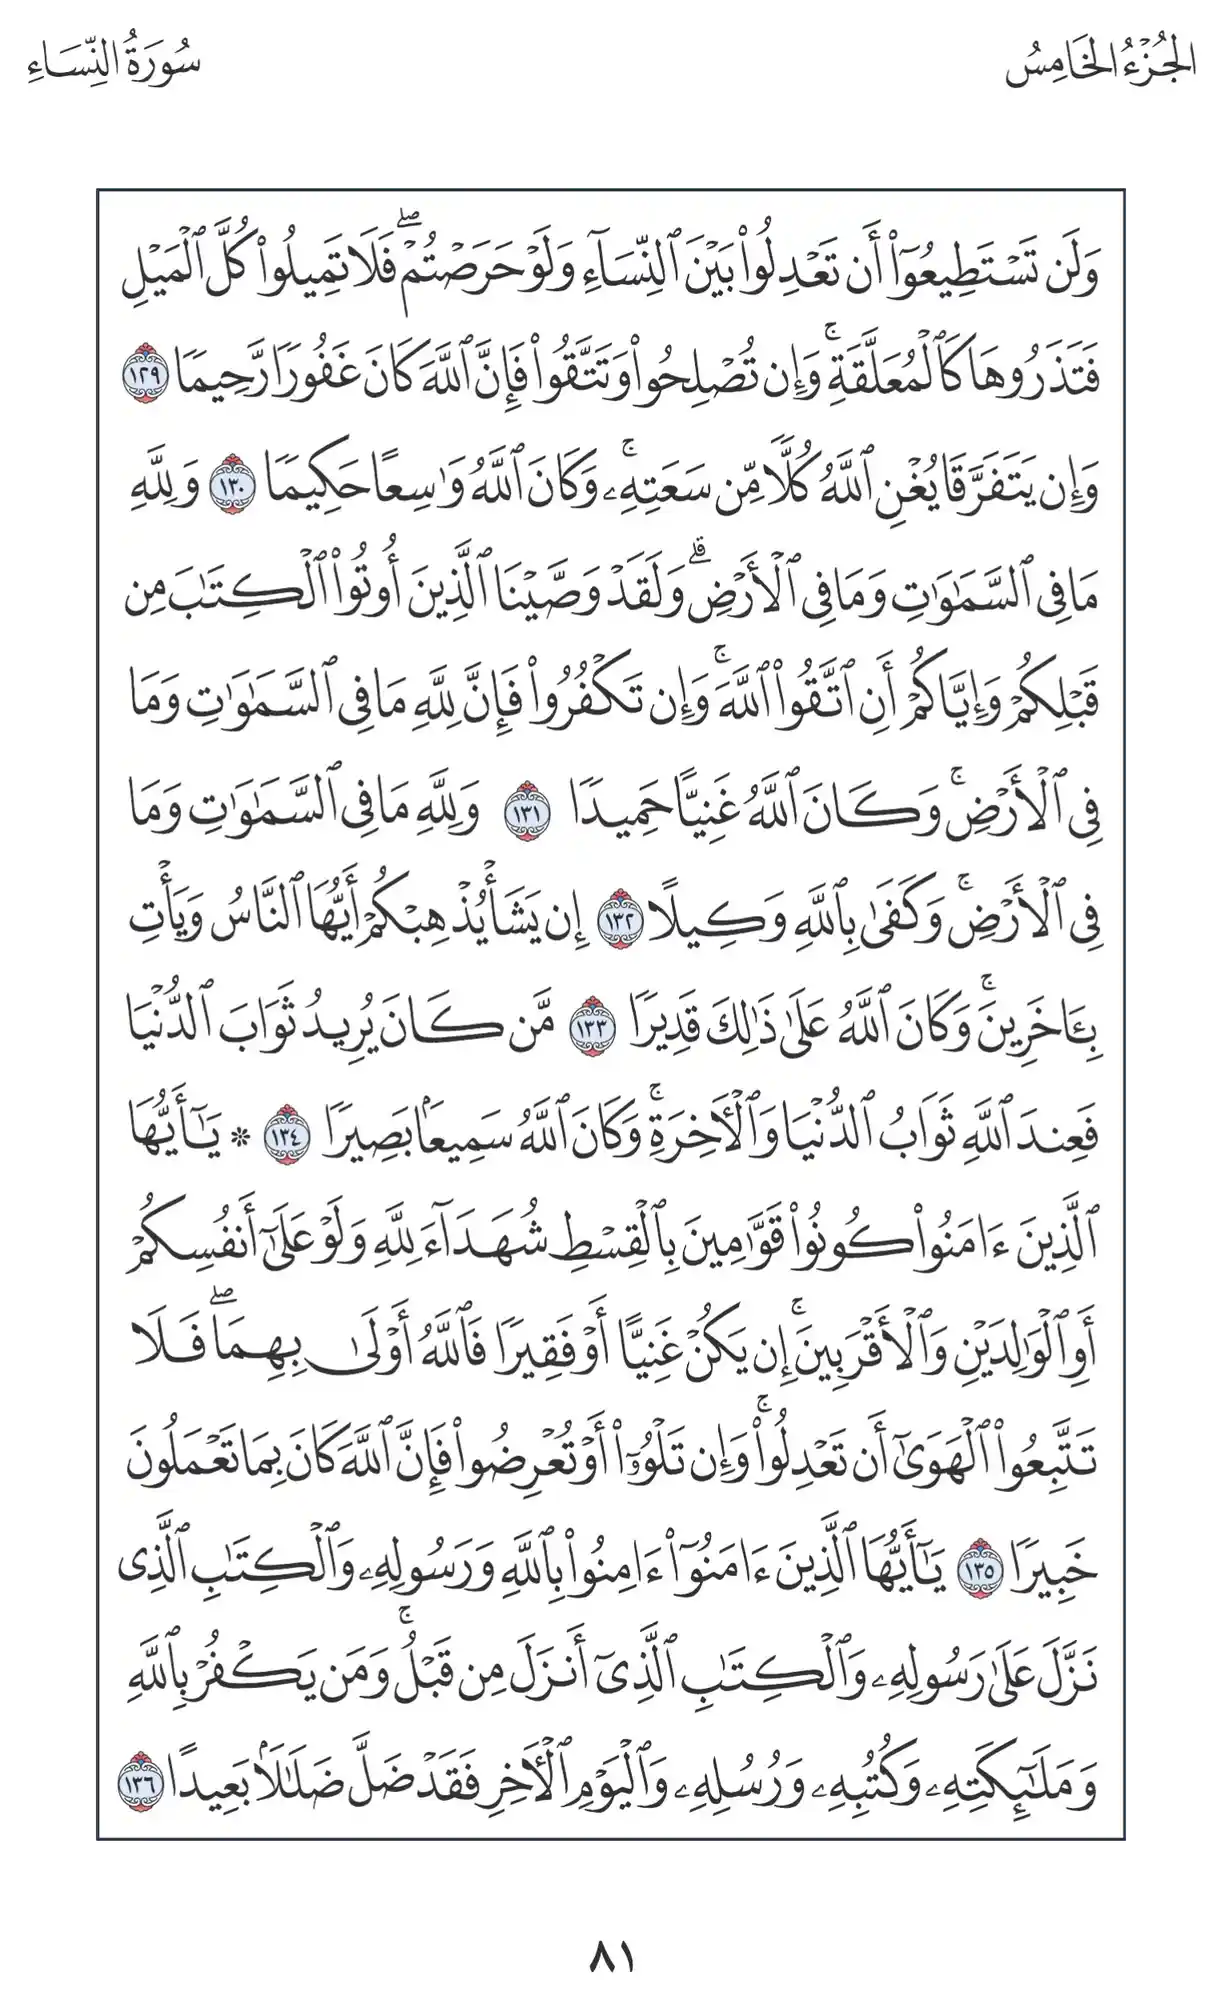 الجُزْءُ الخَامِسُ
سُورَةُ النِّسَاءِ
وَلَن تَسْتَطِيعُوٓا۟ أَن تَعْدِلُوا۟ بَيْنَ ٱلنِّسَآءِ وَلَوْ حَرَصْتُمْ ۖ فَلَا تَمِيلُوا۟ كُلَّ ٱلْمَيْلِ
فَتَذَرُوهَا كَٱلْمُعَلَّقَةِ ۚ وَإِن تُصْلِحُوا۟ وَتَتَّقُوا۟ فَإِنَّ ٱللَّهَ كَانَ غَفُورًا رَّحِيمًا ١٢٩
وَإِن يَتَفَرَّقَا يُغْنِ ٱللَّهُ كُلًّا مِّن سَعَتِهِۦ ۚ وَكَانَ ٱللَّهُ وَٰسِعًا حَكِيمًا ١٣٠ وَلِلَّهِ
مَا فِى ٱلسَّمَٰوَٰتِ وَمَا فِى ٱلْأَرْضِ ۗ وَلَقَدْ وَصَّيْنَا ٱلَّذِينَ أُوتُوا۟ ٱلْكِتَٰبَ مِن
قَبْلِكُمْ وَإِيَّاكُمْ أَنِ ٱتَّقُوا۟ ٱللَّهَ ۚ وَإِن تَكْفُرُوا۟ فَإِنَّ لِلَّهِ مَا فِى ٱلسَّمَٰوَٰتِ وَمَا
فِى ٱلْأَرْضِ ۚ وَكَانَ ٱللَّهُ غَنِيًّا حَمِيدًا ١٣١ وَلِلَّهِ مَا فِى ٱلسَّمَٰوَٰتِ وَمَا
فِى ٱلْأَرْضِ ۚ وَكَفَىٰ بِٱللَّهِ وَكِيلًا ١٣٢ إِن يَشَأْ يُذْهِبْكُمْ أَيُّهَا ٱلنَّاسُ وَيَأْتِ
بِـَٔاخَرِينَ ۚ وَكَانَ ٱللَّهُ عَلَىٰ ذَٰلِكَ قَدِيرًا ١٣٣ مَّن كَانَ يُرِيدُ ثَوَابَ ٱلدُّنْيَا
فَعِندَ ٱللَّهِ ثَوَابُ ٱلدُّنْيَا وَٱلْـَٔاخِرَةِ ۚ وَكَانَ ٱللَّهُ سَمِيعًۢا بَصِيرًا ١٣٤ * يَـٰٓأَيُّهَا
ٱلَّذِينَ ءَامَنُوا۟ كُونُوا۟ قَوَّٰمِينَ بِٱلْقِسْطِ شُهَدَآءَ لِلَّهِ وَلَوْ عَلَىٰٓ أَنفُسِكُمْ
أَوِ ٱلْوَٰلِدَيْنِ وَٱلْأَقْرَبِينَ ۚ إِن يَكُنْ غَنِيًّا أَوْ فَقِيرًا فَٱللَّهُ أَوْلَىٰ بِهِمَا ۖ فَلَا
تَتَّبِعُوا۟ ٱلْهَوَىٰٓ أَن تَعْدِلُوا۟ ۚ وَإِن تَلْوُۥٓا۟ أَوْ تُعْرِضُوا۟ فَإِنَّ ٱللَّهَ كَانَ بِمَا تَعْمَلُونَ
خَبِيرًا ١٣٥ يَـٰٓأَيُّهَا ٱلَّذِينَ ءَامَنُوٓا۟ ءَامِنُوا۟ بِٱللَّهِ وَرَسُولِهِۦ وَٱلْكِتَٰبِ ٱلَّذِى
نَزَّلَ عَلَىٰ رَسُولِهِۦ وَٱلْكِتَٰبِ ٱلَّذِىٓ أَنزَلَ مِن قَبْلُ ۚ وَمَن يَكْفُرْ بِٱللَّهِ
وَمَلَـٰٓئِكَتِهِۦ وَكُتُبِهِۦ وَرُسُلِهِۦ وَٱلْيَوْمِ ٱلْـَٔاخِرِ فَقَدْ ضَلَّ ضَلَٰلًۢا بَعِيدًا ١٣٦
٨١